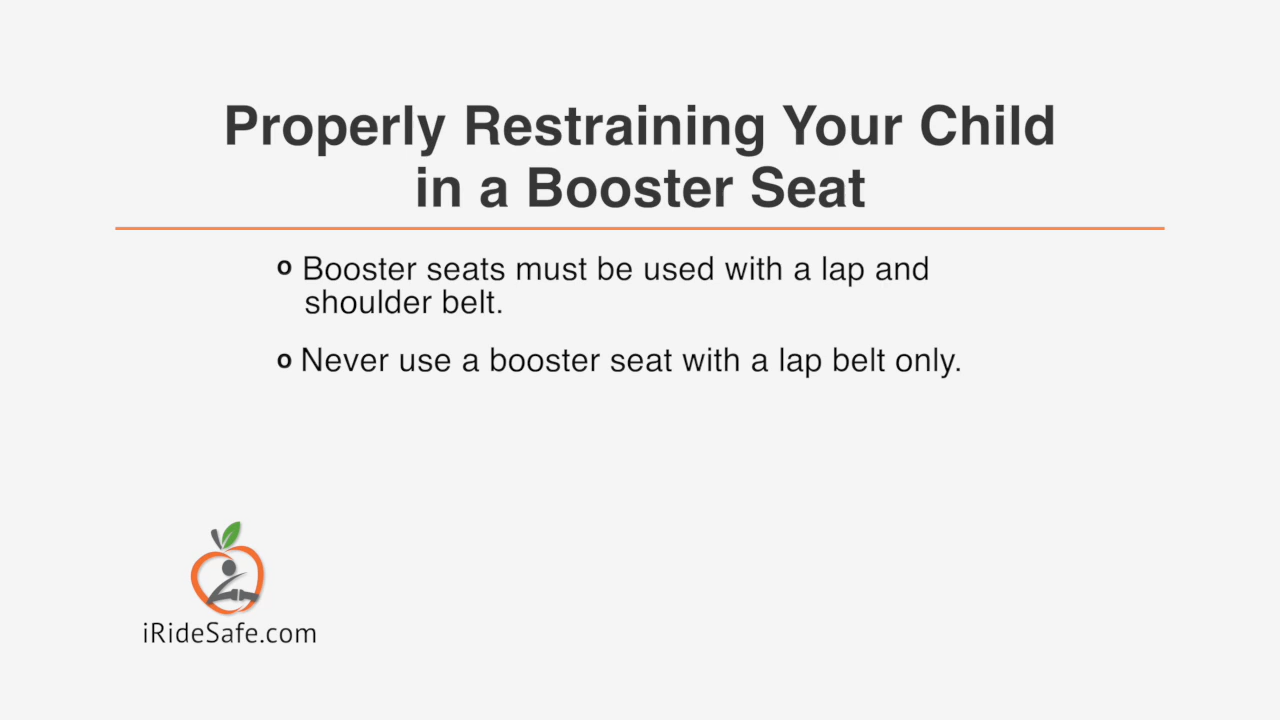 Properly Restraining Your Child
in a Booster Seat
o Booster seats must be used with a lap and
shoulder belt.
o Never use a booster seat with a lap belt only.
iRideSafe.com